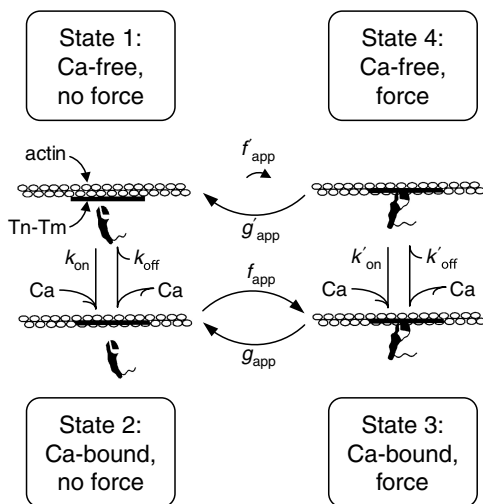 State 1:
Ca-free,
no force
State 4:
Ca-free,
force
actin
Tn-Tm
f′app
g′app
kon
koff
k′on
k′off
Ca
Ca
fapp
Ca
Ca
gapp
State 2:
Ca-bound,
no force
State 3:
Ca-bound,
force